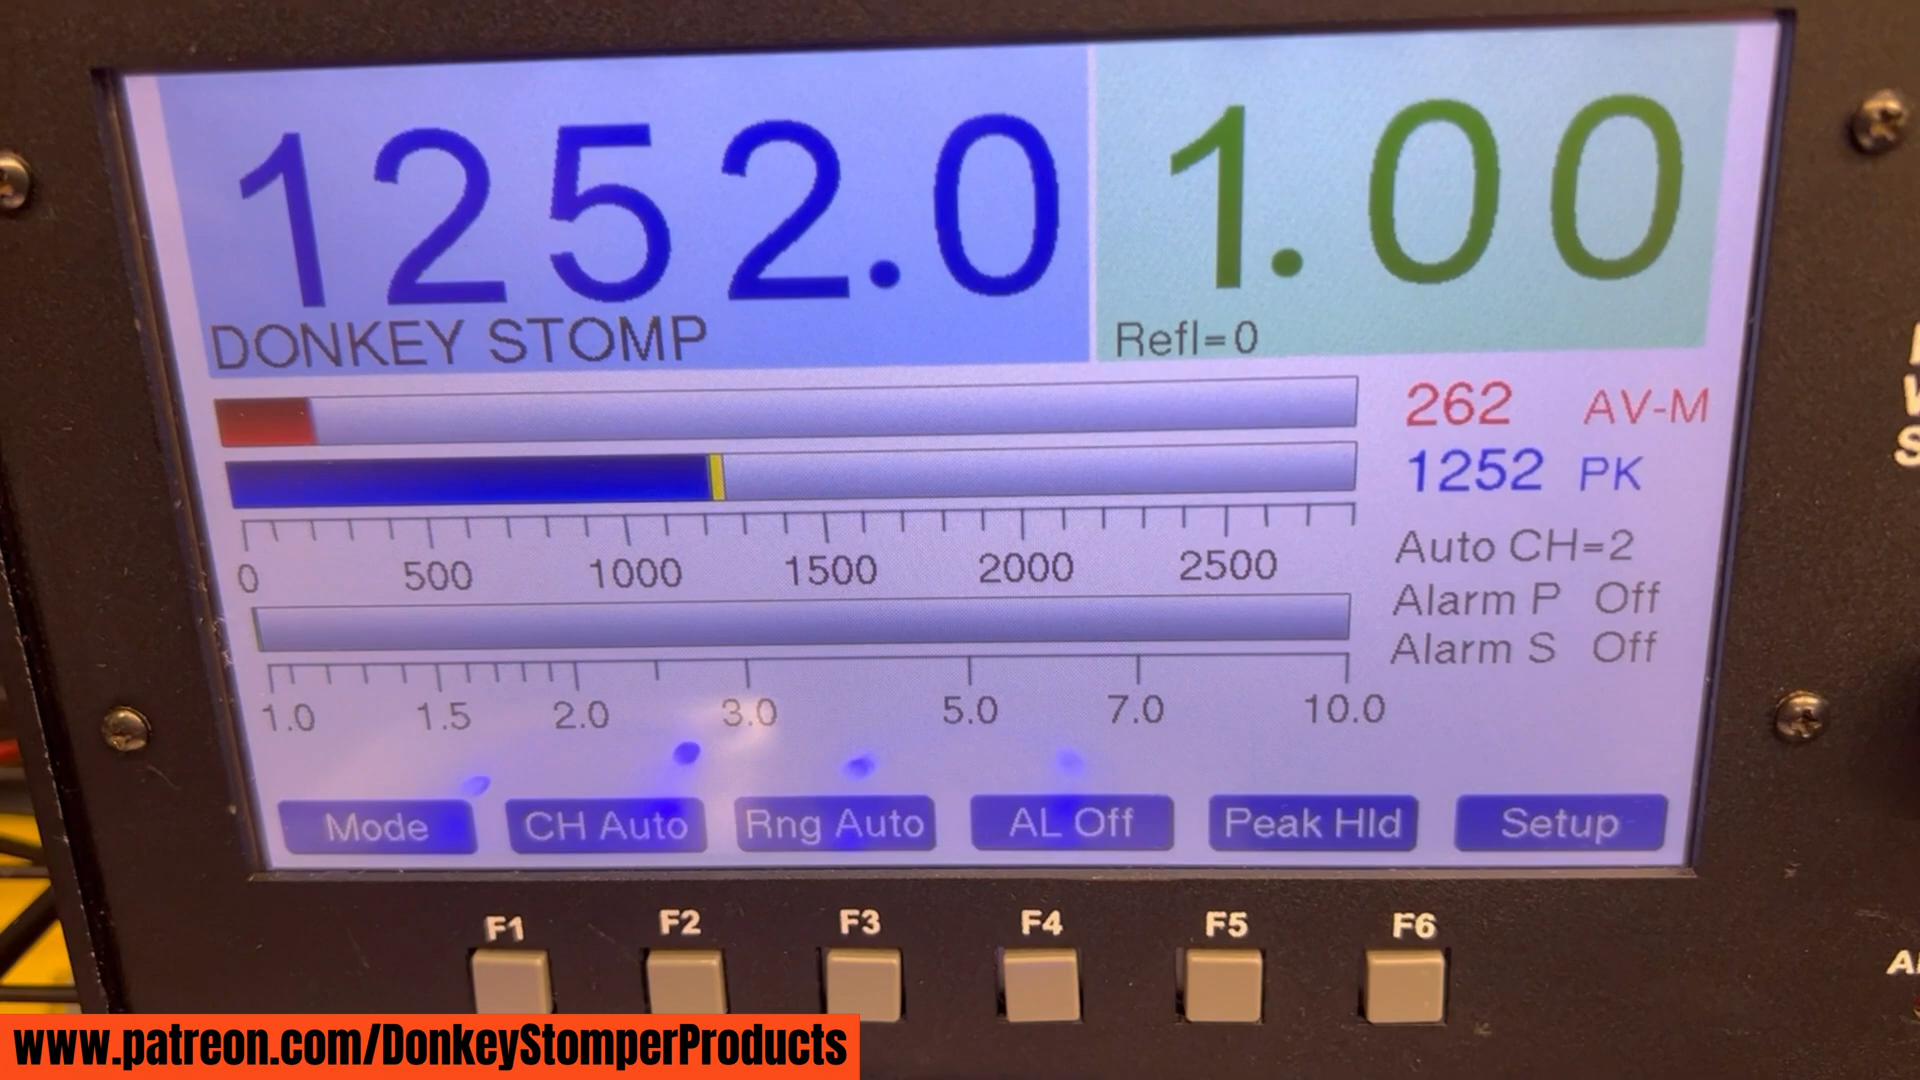 1252.0
1.00
DONKEY STOMP
Refl=0
262 AV-M
1252 PK
0 500 1000 1500 2000 2500
Auto CH=2
Alarm P Off
Alarm S Off
1.0 1.5 2.0 3.0 5.0 7.0 10.0
Mode CH Auto Rng Auto AL Off Peak Hld Setup
F1 F2 F3 F4 F5 F6
www.patreon.com/DonkeyStomperProducts